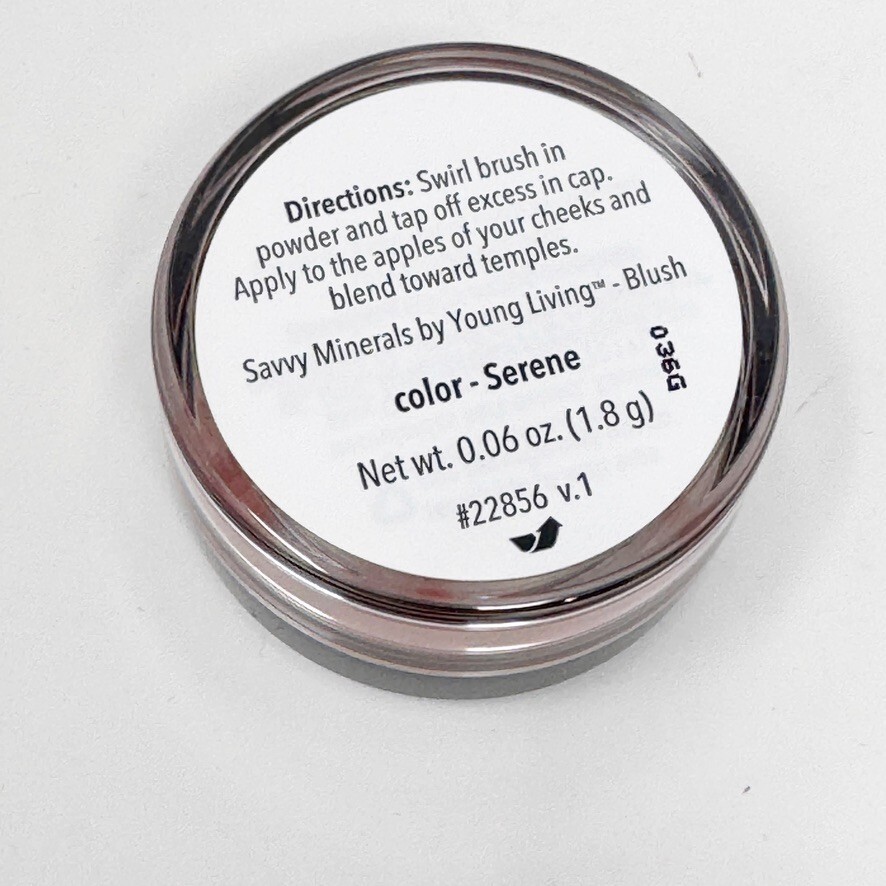 Directions: Swirl brush in
powder and tap off excess in cap.
Apply to the apples of your cheeks and
blend toward temples.
Savvy Minerals by Young Living™ - Blush
color - Serene
036G
Net wt. 0.06 oz. (1.8 g)
#22856 v.1